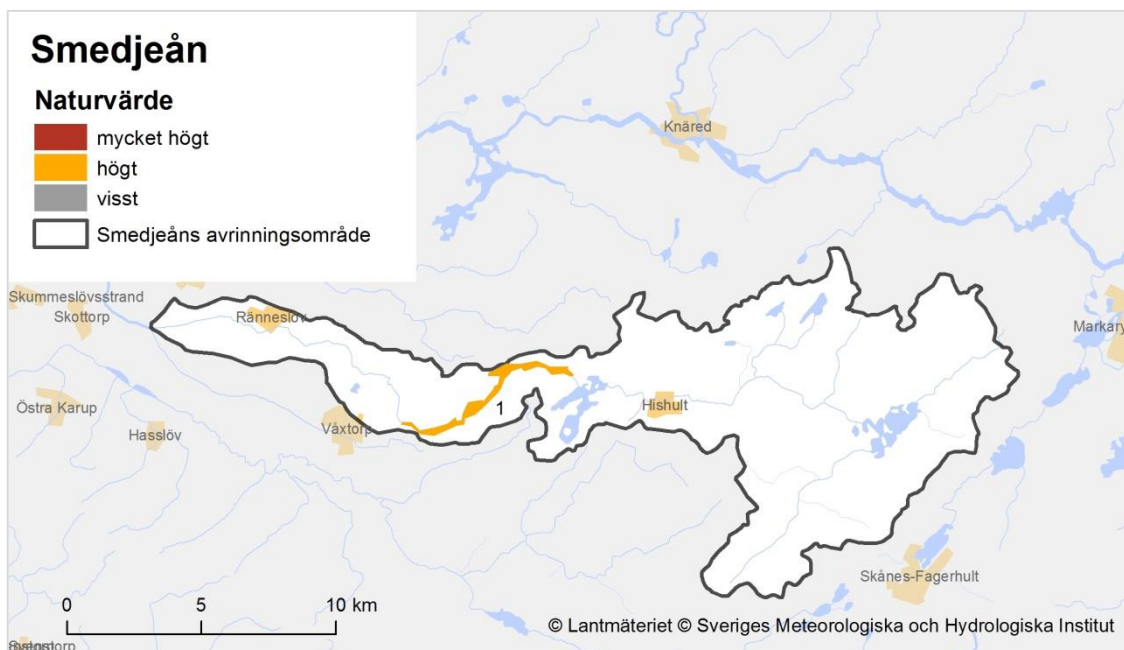 Smedjeån
Naturvärde
mycket högt
högt
visst
Smedjeåns avrinningsområde
Knäred
Skummeslövsstrand
Skottorp
Ränneslöv
Markary
Östra Karup
Hasslöv
Våxtorp
1
Hishult
Skånes-Fagerhult
0 5 10 km
© Lantmäteriet © Sveriges Meteorologiska och Hydrologiska Institut